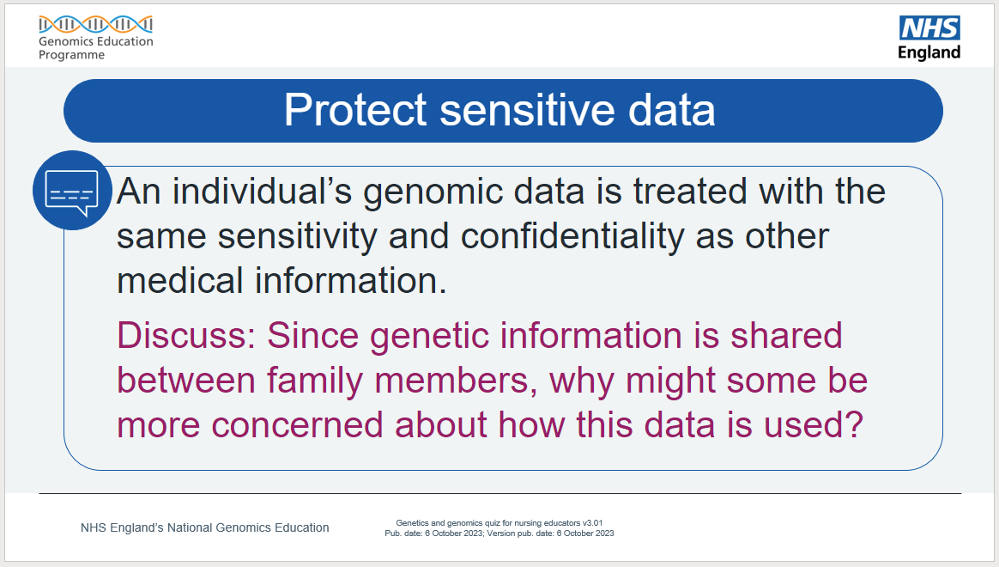 Genomics Education
Programme
NHS
England
Protect sensitive data
An individual’s genomic data is treated with the
same sensitivity and confidentiality as other
medical information.
Discuss: Since genetic information is shared
between family members, why might some be
more concerned about how this data is used?
NHS England’s National Genomics Education
Genetics and genomics quiz for nursing educators v3.01
Pub. date: 6 October 2023; Version pub. date: 6 October 2023